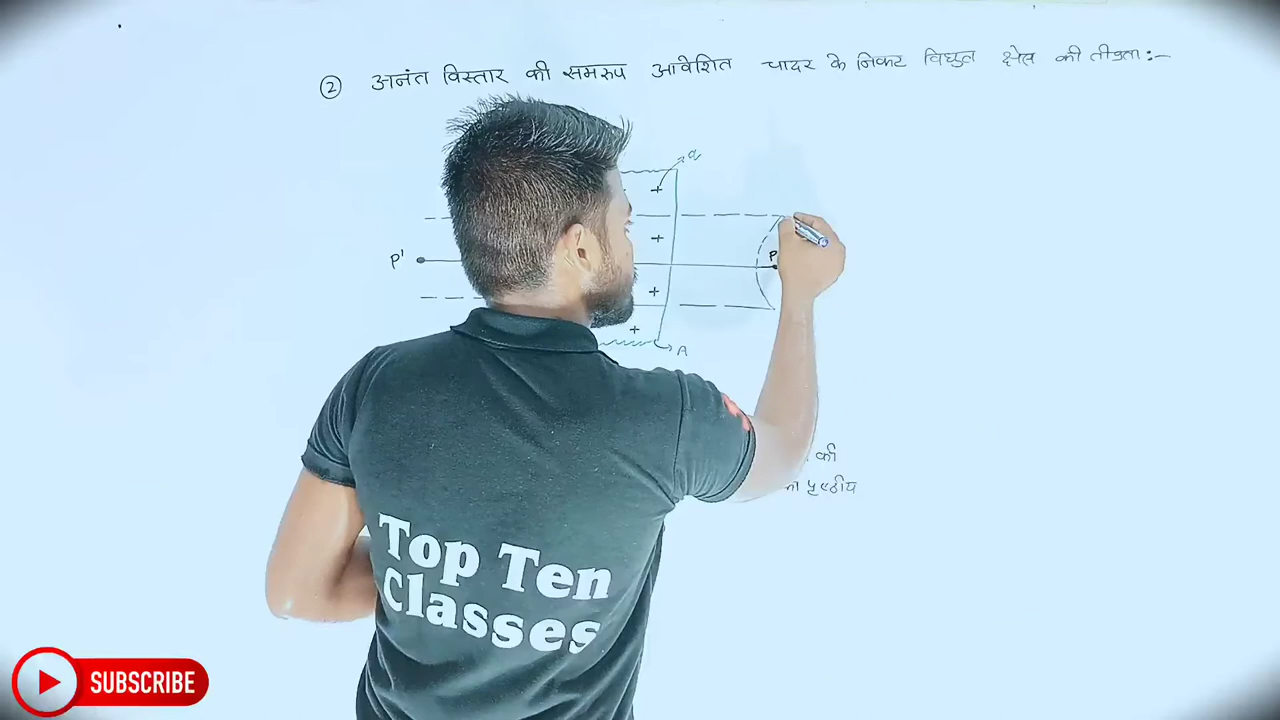 ② अनंत विस्तार की समरुप आवेशित चादर के निकट विद्युत क्षेत्र की तीव्रता :-
+
+
P'
P
+
+
A
की
का पृष्ठीय
Top Ten
Classes
SUBSCRIBE